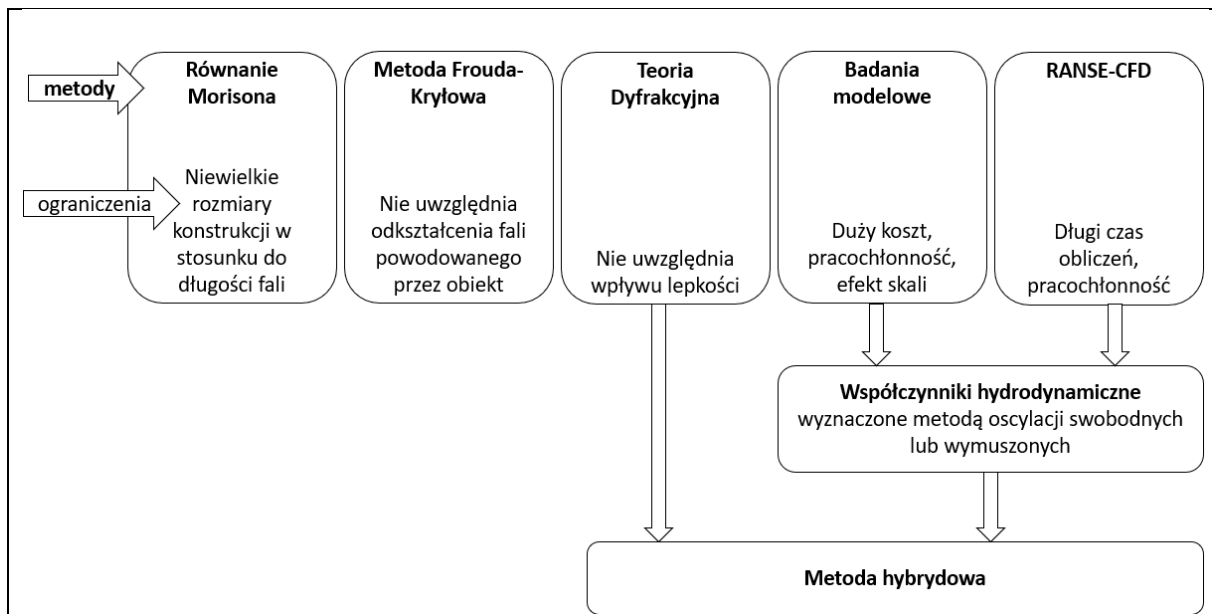 metody
Równanie
Morisona
Metoda Frouda-
Kryłowa
Teoria
Dyfrakcyjna
Badania
modelowe
RANSE-CFD
ograniczenia
Niewielkie
rozmiary
konstrukcji w
stosunku do
długości fali
Nie uwzględnia
odkształcenia fali
powodowanego
przez obiekt
Nie uwzględnia
wpływu lepkości
Duży koszt,
pracochłonność,
efekt skali
Długi czas
obliczeń,
pracochłonność
Współczynniki hydrodynamiczne
wyznaczone metodą oscylacji swobodnych
lub wymuszonych
Metoda hybrydowa